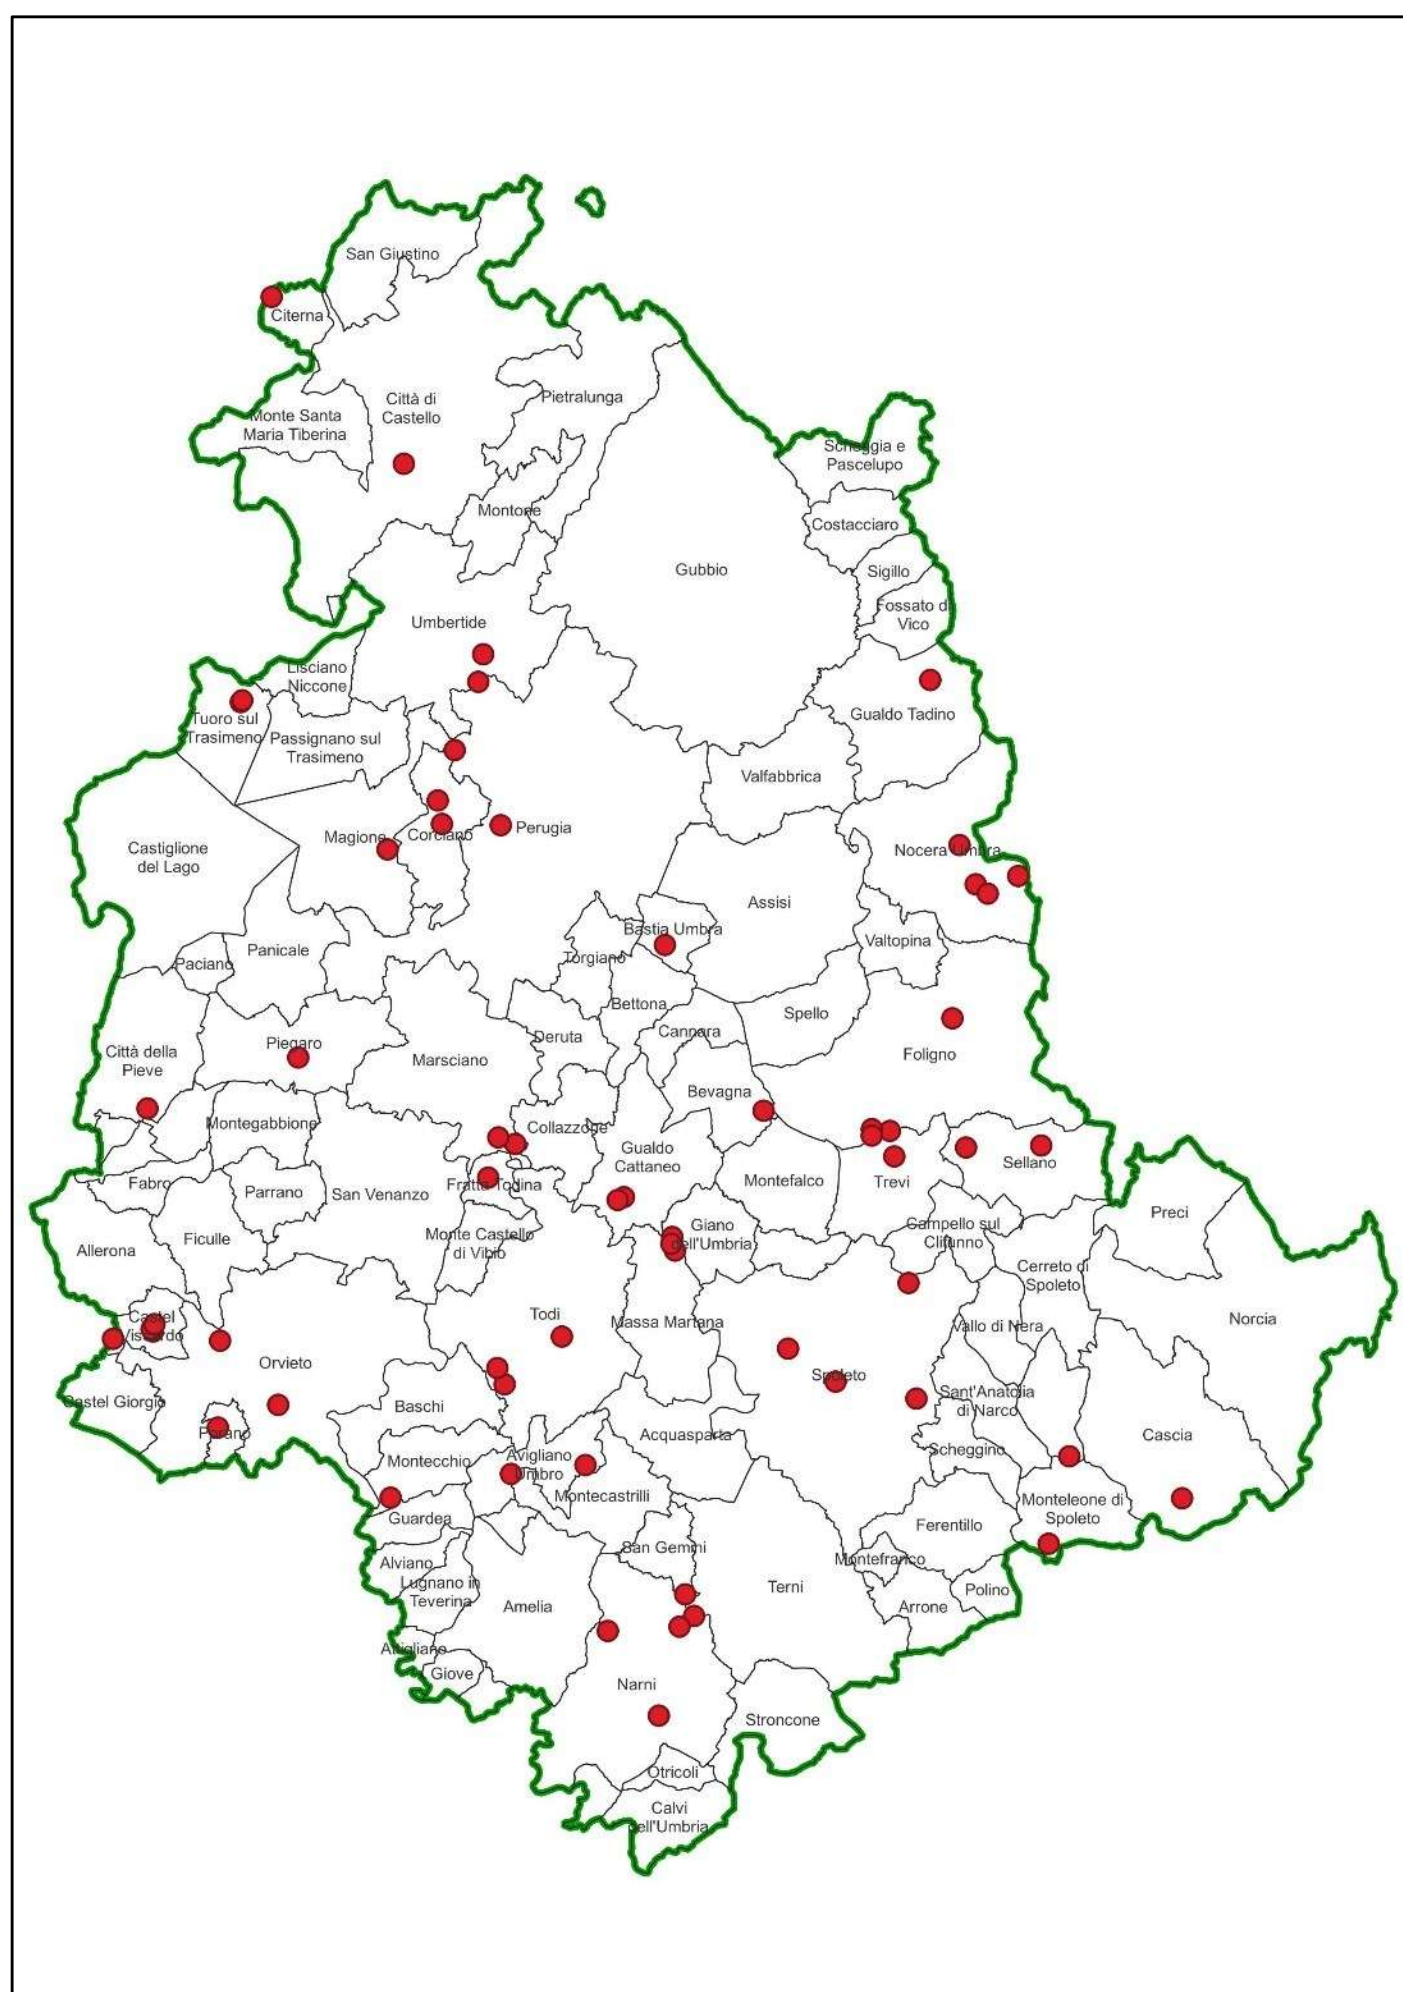 San Giustino
Citerna
Città di
Castello
Pietralunga
Monte Santa
Maria Tiberina
Scheggia e
Pascelupo
Montone
Costacciaro
Gubbio
Sigillo
Fossato di
Vico
Umbertide
Lisciano
Niccone
Tuoro sul
Trasimeno
Passignano sul
Trasimeno
Gualdo Tadino
Valfabbrica
Magione
Corciano
Perugia
Castiglione
del Lago
Nocera Umbra
Assisi
Bastia Umbra
Valtopina
Panicale
Paciano
Torgiano
Bettona
Spello
Cannara
Deruta
Piegaro
Città della
Pieve
Marsciano
Foligno
Bevagna
Montegabbione
Collazzone
Gualdo
Cattaneo
Sellano
Montefalco
Trevi
Fabro
Parrano
San Venanzo
Fratta Todina
Preci
Allerona
Ficulle
Monte Castello
di Vibio
Giano
dell'Umbria
Campello sul
Clitunno
Cerreto di
Spoleto
Norcia
Castel
Viscardo
Todi
Massa Martana
Vallo di Nera
Orvieto
Spoleto
Castel Giorgio
Baschi
Sant'Anatolia
di Narco
Porano
Acquasparta
Cascia
Montecchio
Avigliano
Umbro
Scheggino
Montecastrilli
Monteleone di
Spoleto
Guardea
Ferentillo
San Gemini
Alviano
Montefranco
Lugnano in
Teverina
Terni
Polino
Amelia
Arrone
Attigliano
Giove
Narni
Stroncone
Otricoli
Calvi
dell'Umbria